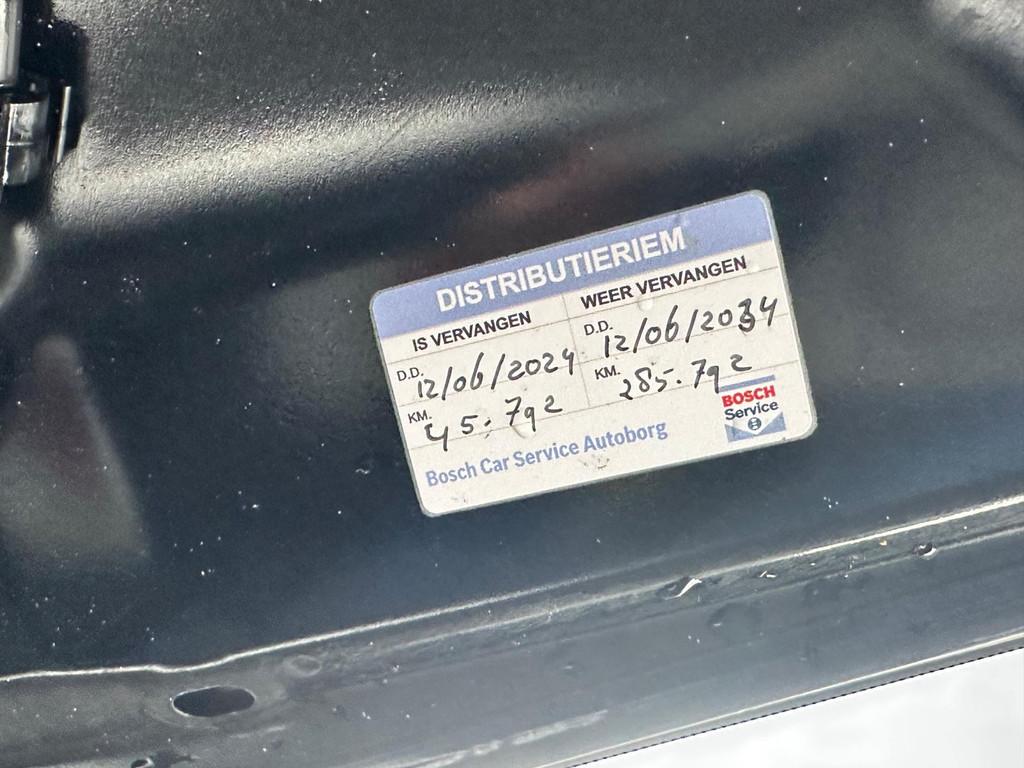 DISTRIBUTIERIEM
IS VERVANGEN WEER VERVANGEN
D.D. 12/06/2024 D.D. 12/06/2034
KM. 45.792 KM. 285.792
Bosch Car Service Autoborg
BOSCH
Service